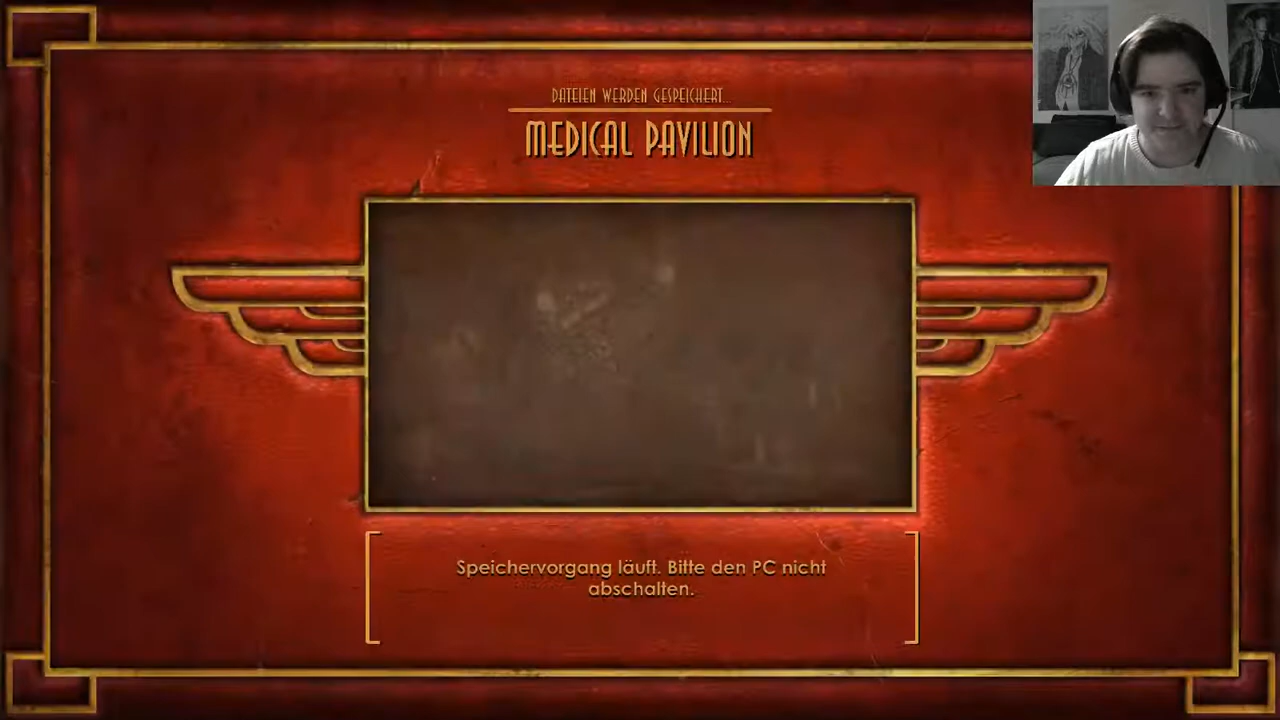 DATEIEN WERDEN GESPEICHERT...
MEDICAL PAVILION
Speichervorgang läuft. Bitte den PC nicht
abschalten.